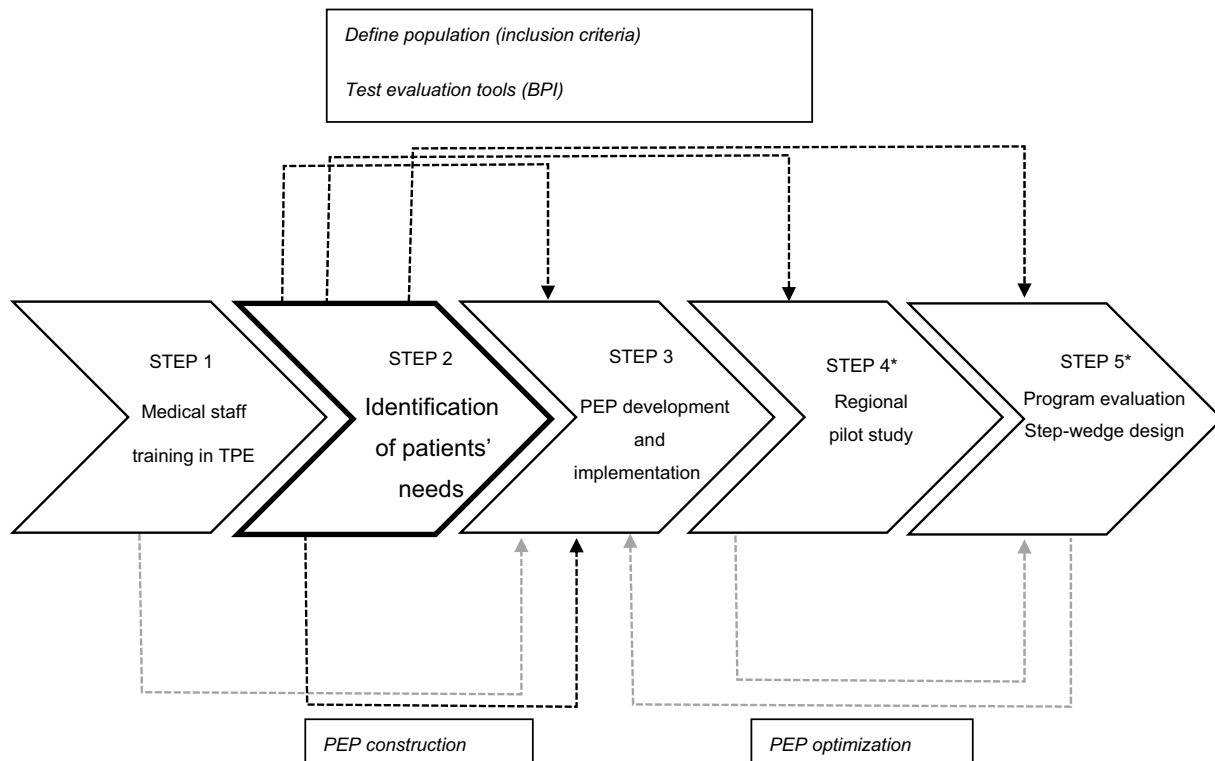 Define population (inclusion criteria)
Test evaluation tools (BPI)
STEP 1
Medical staff
training in TPE
STEP 2
Identification
of patients’
needs
STEP 3
PEP development
and
implementation
STEP 4*
Regional
pilot study
STEP 5*
Program evaluation
Step-wedge design
PEP construction
PEP optimization